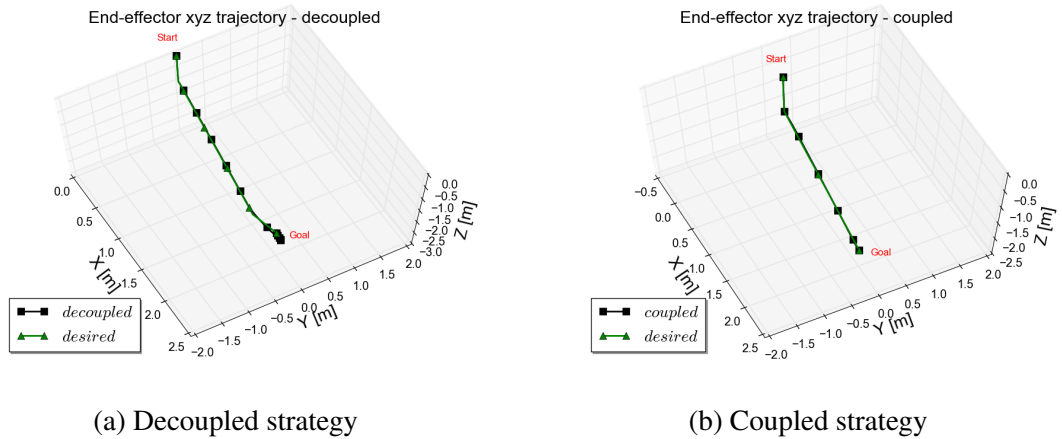 End-effector xyz trajectory - decoupled
Start
Goal
0.0
0.5
1.0
1.5
2.0
2.5
X [m]
−2.0
−1.5
−1.0
−0.5
0.0
0.5
1.0
1.5
2.0
Y [m]
0.0
−0.5
−1.0
−1.5
−2.0
−2.5
−3.0
Z [m]
decoupled
desired
(a) Decoupled strategy
End-effector xyz trajectory - coupled
Start
Goal
−0.5
0.0
0.5
1.0
1.5
2.0
2.5
X [m]
−2.0
−1.5
−1.0
−0.5
0.0
0.5
1.0
1.5
2.0
Y [m]
0.0
−0.5
−1.0
−1.5
−2.0
−2.5
Z [m]
coupled
desired
(b) Coupled strategy